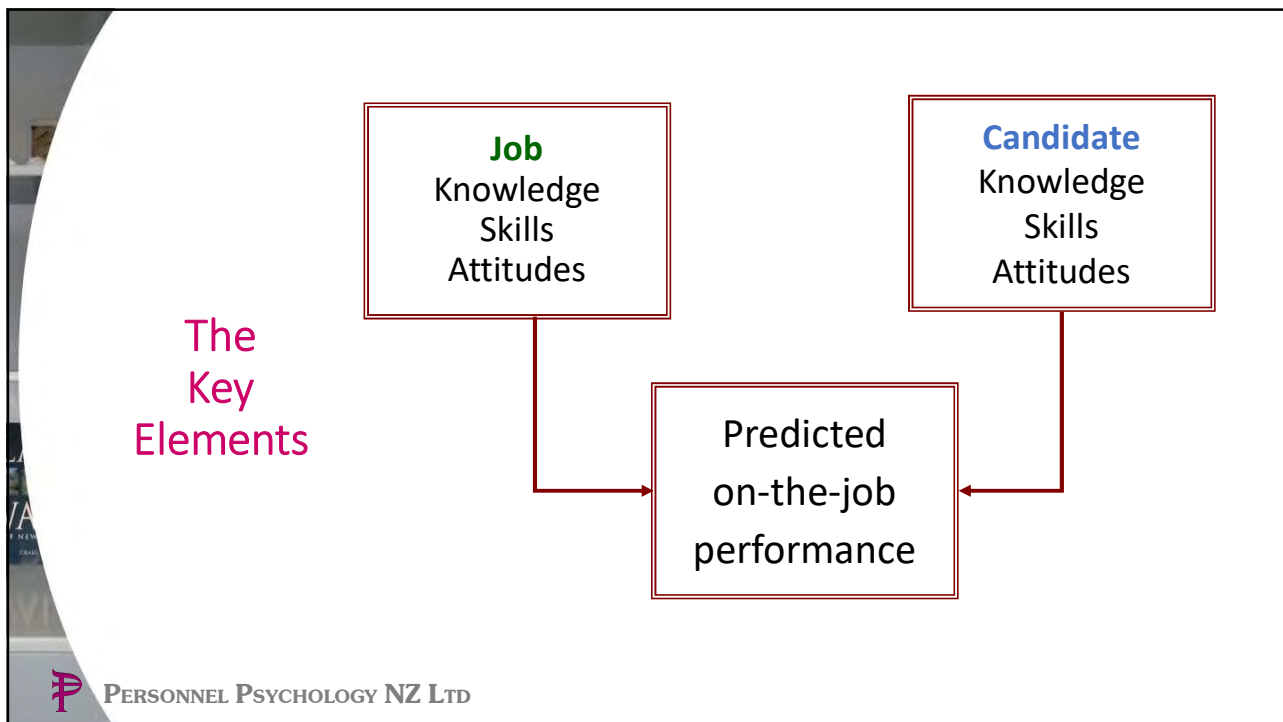 The
Key
Elements
Job
Knowledge
Skills
Attitudes
Candidate
Knowledge
Skills
Attitudes
Predicted
on-the-job
performance
PERSONNEL PSYCHOLOGY NZ LTD